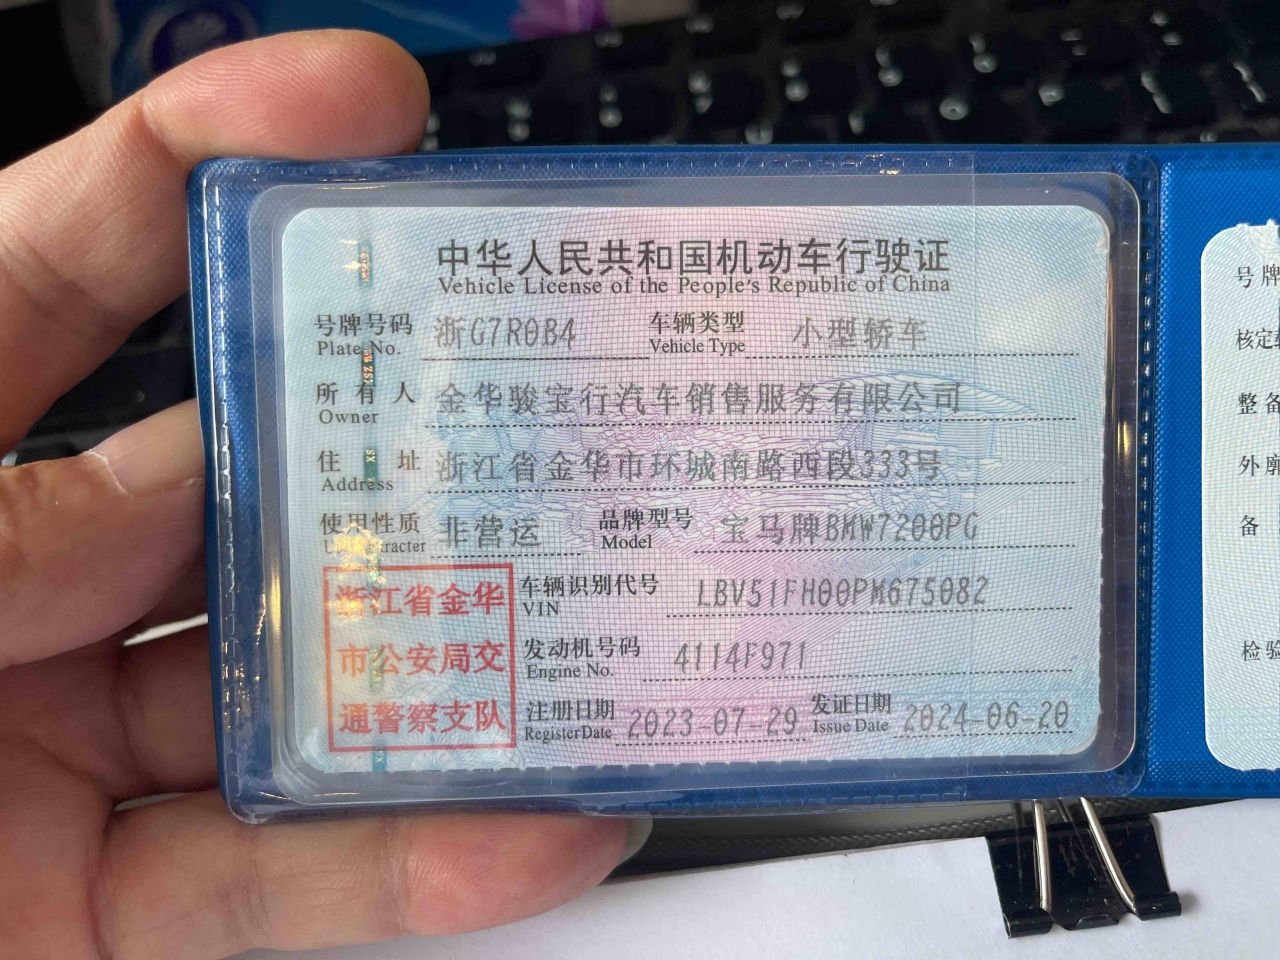 中华人民共和国机动车行驶证
Vehicle License of the People's Republic of China
号牌号码 浙G7R0B4 车辆类型 小型轿车
Plate No. Vehicle Type
所有人 金华骏宝行汽车销售服务有限公司
Owner
住址 浙江省金华市环城南路西段333号
Address
使用性质 非营运 品牌型号 宝马牌BMW7200PG
Model
浙江省金华
市公安局交
通警察支队
车辆识别代号 LBV51FH00PM675082
VIN
发动机号码 4114F971
Engine No.
注册日期 2023-07-29 发证日期 2024-06-20
Register Date Issue Date
号牌
核定
整备
外廓
备
检验